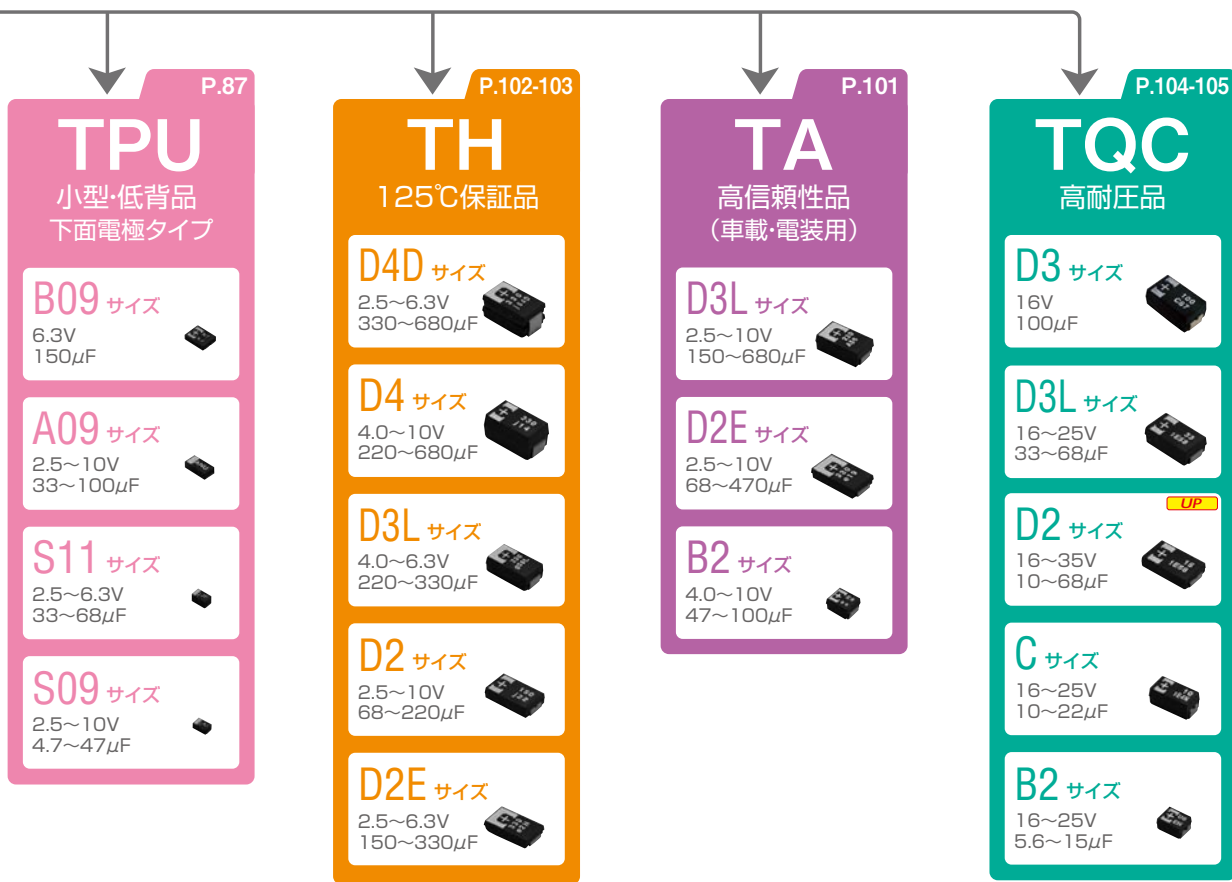 P.87
TPU
小型･低背品
下面電極タイプ
B09 サイズ
6.3V
150μF
A09 サイズ
2.5〜10V
33〜100μF
S11 サイズ
2.5〜6.3V
33〜68μF
S09 サイズ
2.5〜10V
4.7〜47μF
P.102-103
TH
125℃保証品
D4D サイズ
2.5〜6.3V
330〜680μF
D4 サイズ
4.0〜10V
220〜680μF
D3L サイズ
4.0〜6.3V
220〜330μF
D2 サイズ
2.5〜10V
68〜220μF
D2E サイズ
2.5〜6.3V
150〜330μF
P.101
TA
高信頼性品
（車載･電装用）
D3L サイズ
2.5〜10V
150〜680μF
D2E サイズ
2.5〜10V
68〜470μF
B2 サイズ
4.0〜10V
47〜100μF
P.104-105
TQC
高耐圧品
D3 サイズ
16V
100μF
D3L サイズ
16〜25V
33〜68μF
UP
D2 サイズ
16〜35V
10〜68μF
C サイズ
16〜25V
10〜22μF
B2 サイズ
16〜25V
5.6〜15μF